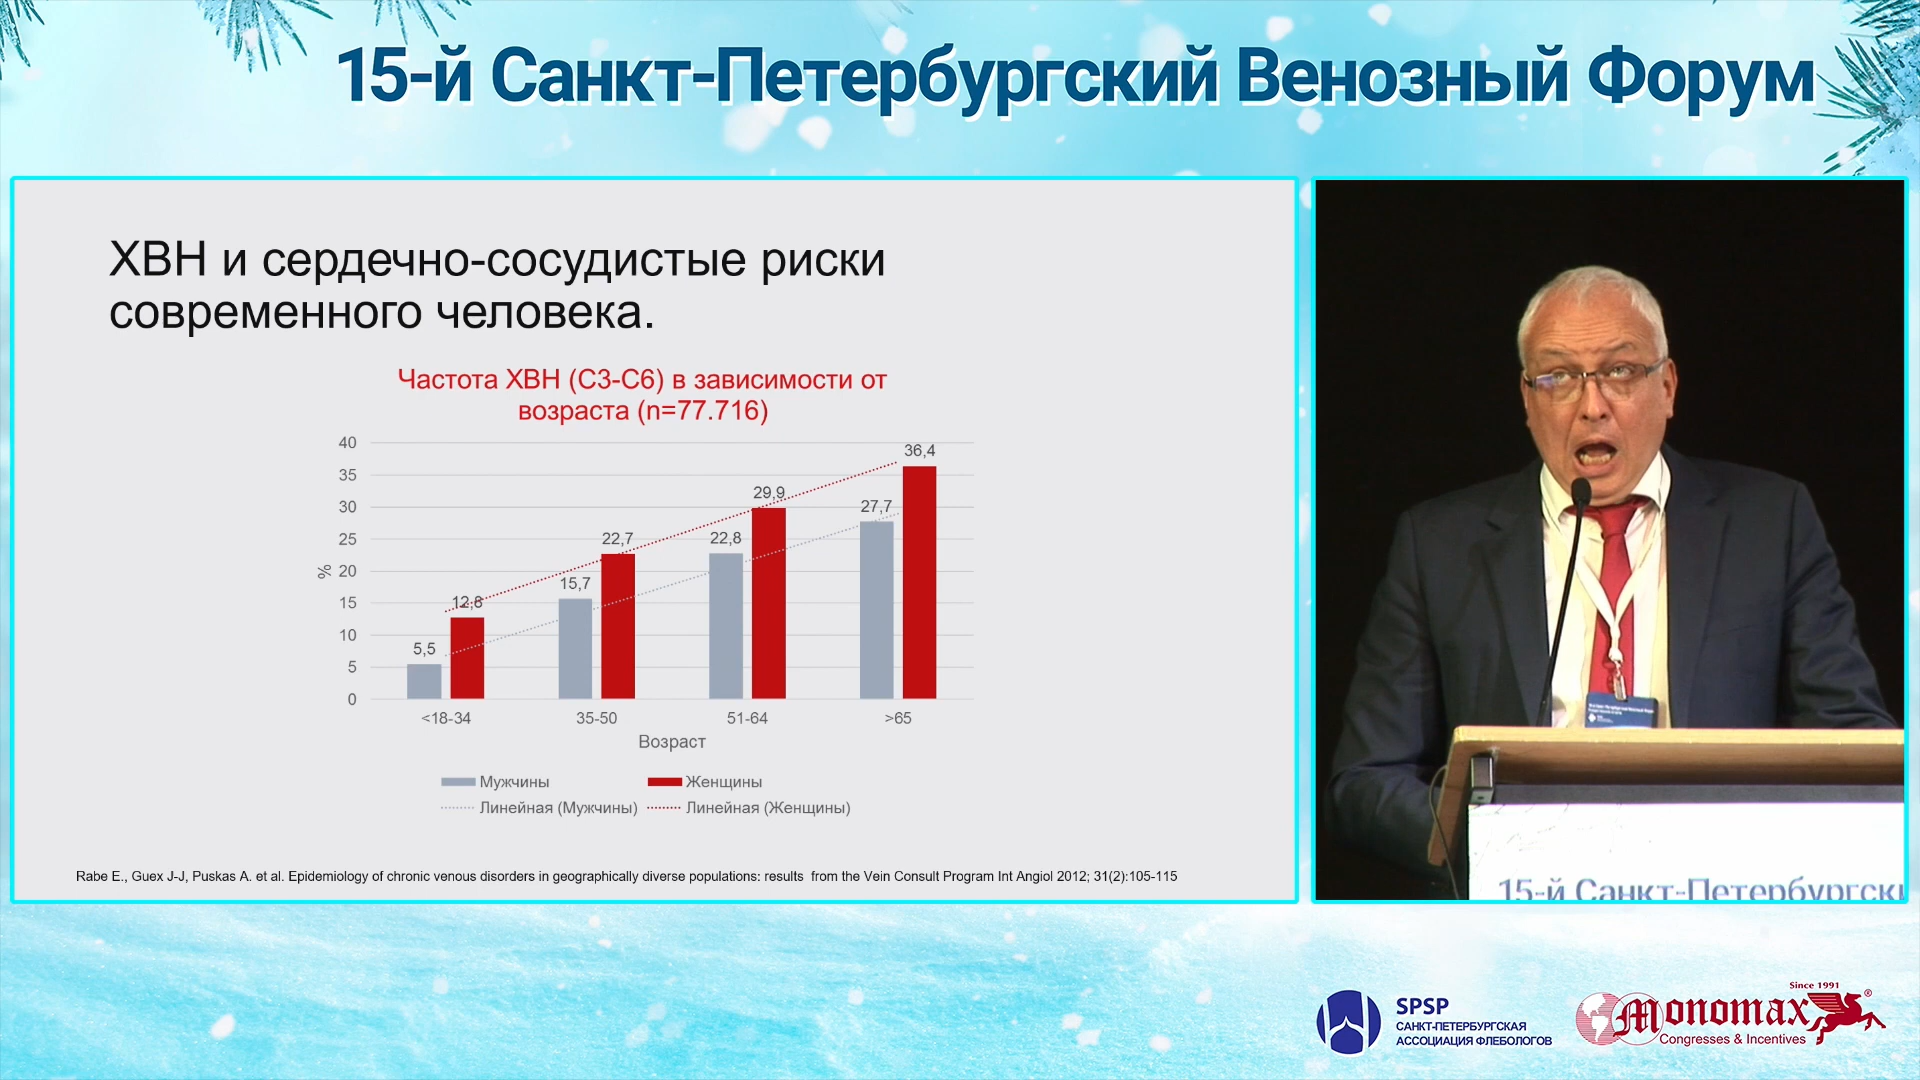 15-й Санкт-Петербургский Венозный Форум
ХВН и сердечно-сосудистые риски
современного человека.
Частота ХВН (С3-С6) в зависимости от
возраста (n=77.716)
40
35
30
25
20
15
10
5
0
%
5,5
12,8
15,7
22,7
22,8
29,9
27,7
36,4
<18-34
35-50
51-64
>65
Возраст
Мужчины
Женщины
Линейная (Мужчины)
Линейная (Женщины)
Rabe E., Guex J-J, Puskas A. et al. Epidemiology of chronic venous disorders in geographically diverse populations: results from the Vein Consult Program Int Angiol 2012; 31(2):105-115
15-й Санкт-Петербургски
SPSP
САНКТ-ПЕТЕРБУРГСКАЯ
АССОЦИАЦИЯ ФЛЕБОЛОГОВ
Since 1991
Monomax
®
Congresses & Incentives